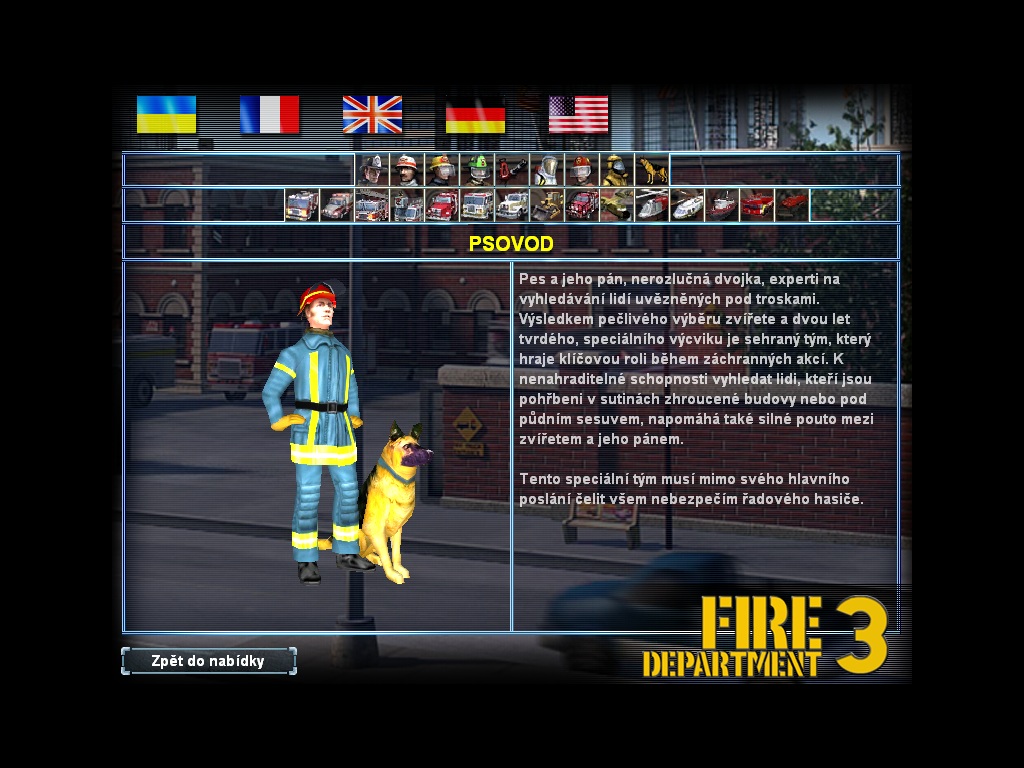 PSOVOD
Pes a jeho pán, nerozlučná dvojka, experti na
vyhledávání lidí uvězněných pod troskami.
Výsledkem pečlivého výběru zvířete a dvou let
tvrdého, speciálního výcviku je sehraný tým, který
hraje klíčovou roli během záchranných akcí. K
nenahraditelné schopnosti vyhledat lidi, kteří jsou
pohřbeni v sutinách zhroucené budovy nebo pod
půdním sesuvem, napomáhá také silné pouto mezi
zvířetem a jeho pánem.
Tento speciální tým musí mimo svého hlavního
poslání čelit všem nebezpečím řadového hasiče.
FIRE
DEPARTMENT
3
Zpět do nabídky